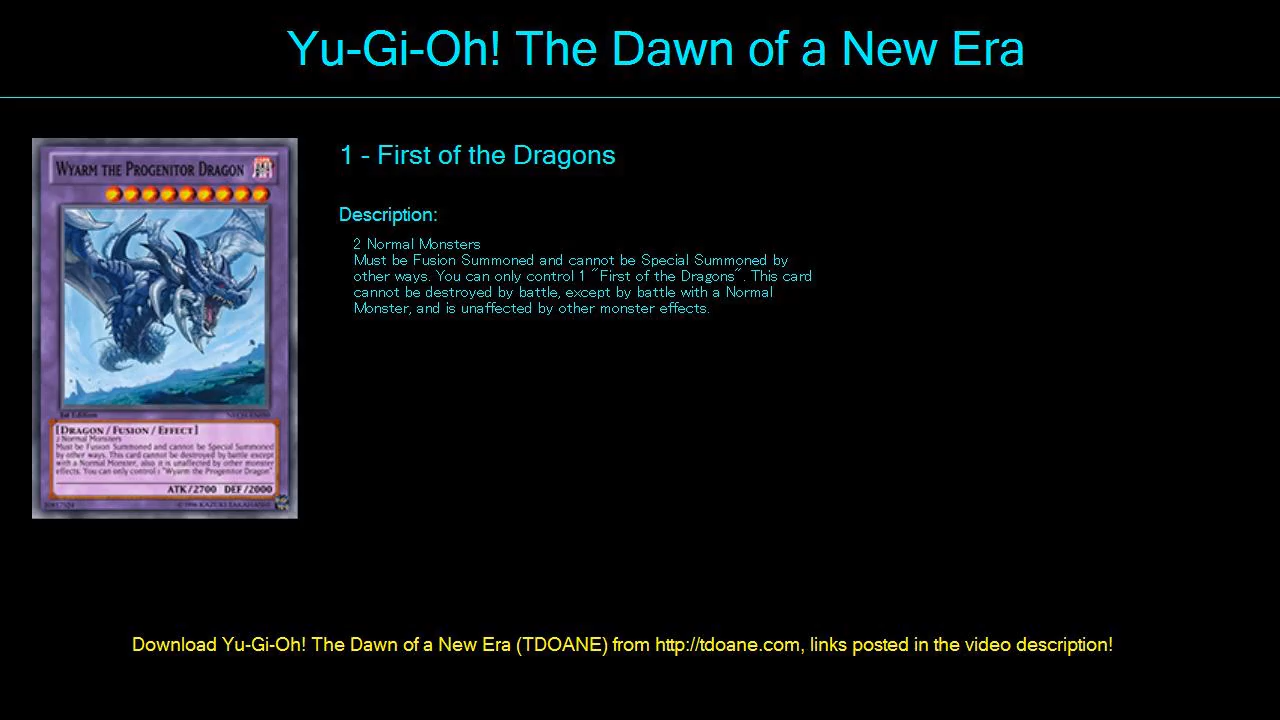 Yu-Gi-Oh! The Dawn of a New Era
WYARM THE PROGENITOR DRAGON
1st Edition
[DRAGON / FUSION / EFFECT]
2 Normal Monsters
Must be Fusion Summoned and cannot be Special Summoned
by other ways. This card cannot be destroyed by battle except
with a Normal Monster, also it is unaffected by other monster
effects. You can only control 1 "Wyarm the Progenitor Dragon"
ATK/2700 DEF/2000
1 - First of the Dragons
Description:
2 Normal Monsters
Must be Fusion Summoned and cannot be Special Summoned by
other ways. You can only control 1 "First of the Dragons". This card
cannot be destroyed by battle, except by battle with a Normal
Monster, and is unaffected by other monster effects.
Download Yu-Gi-Oh! The Dawn of a New Era (TDOANE) from http://tdoane.com, links posted in the video description!